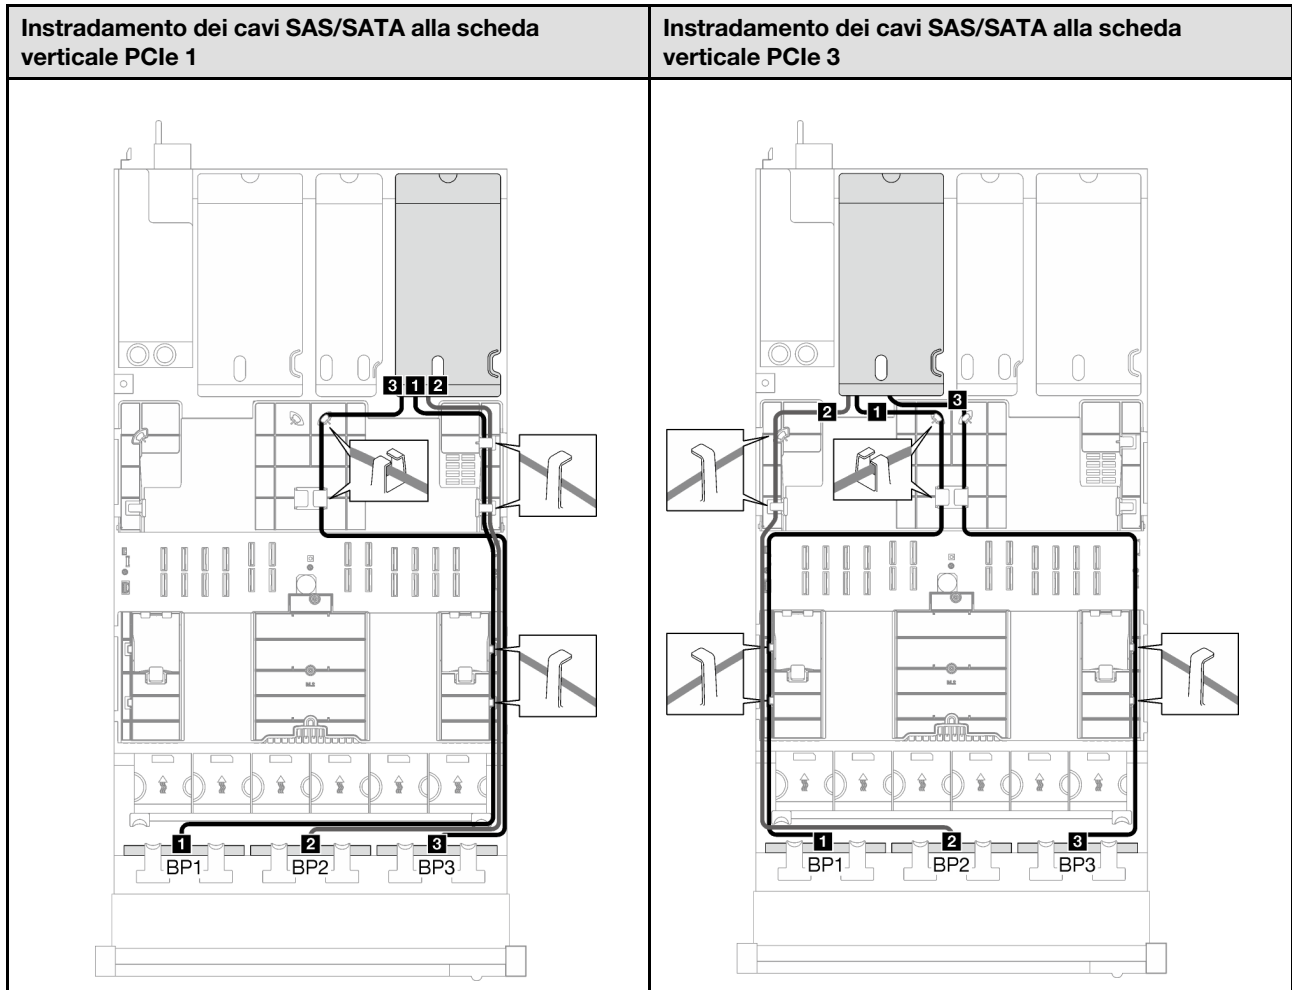 Instradamento dei cavi SAS/SATA alla scheda
verticale PCIe 1
Instradamento dei cavi SAS/SATA alla scheda
verticale PCIe 3
3 1 2
1
2
3
BP1
BP2
BP3
2
1
3
1
2
3
BP1
BP2
BP3